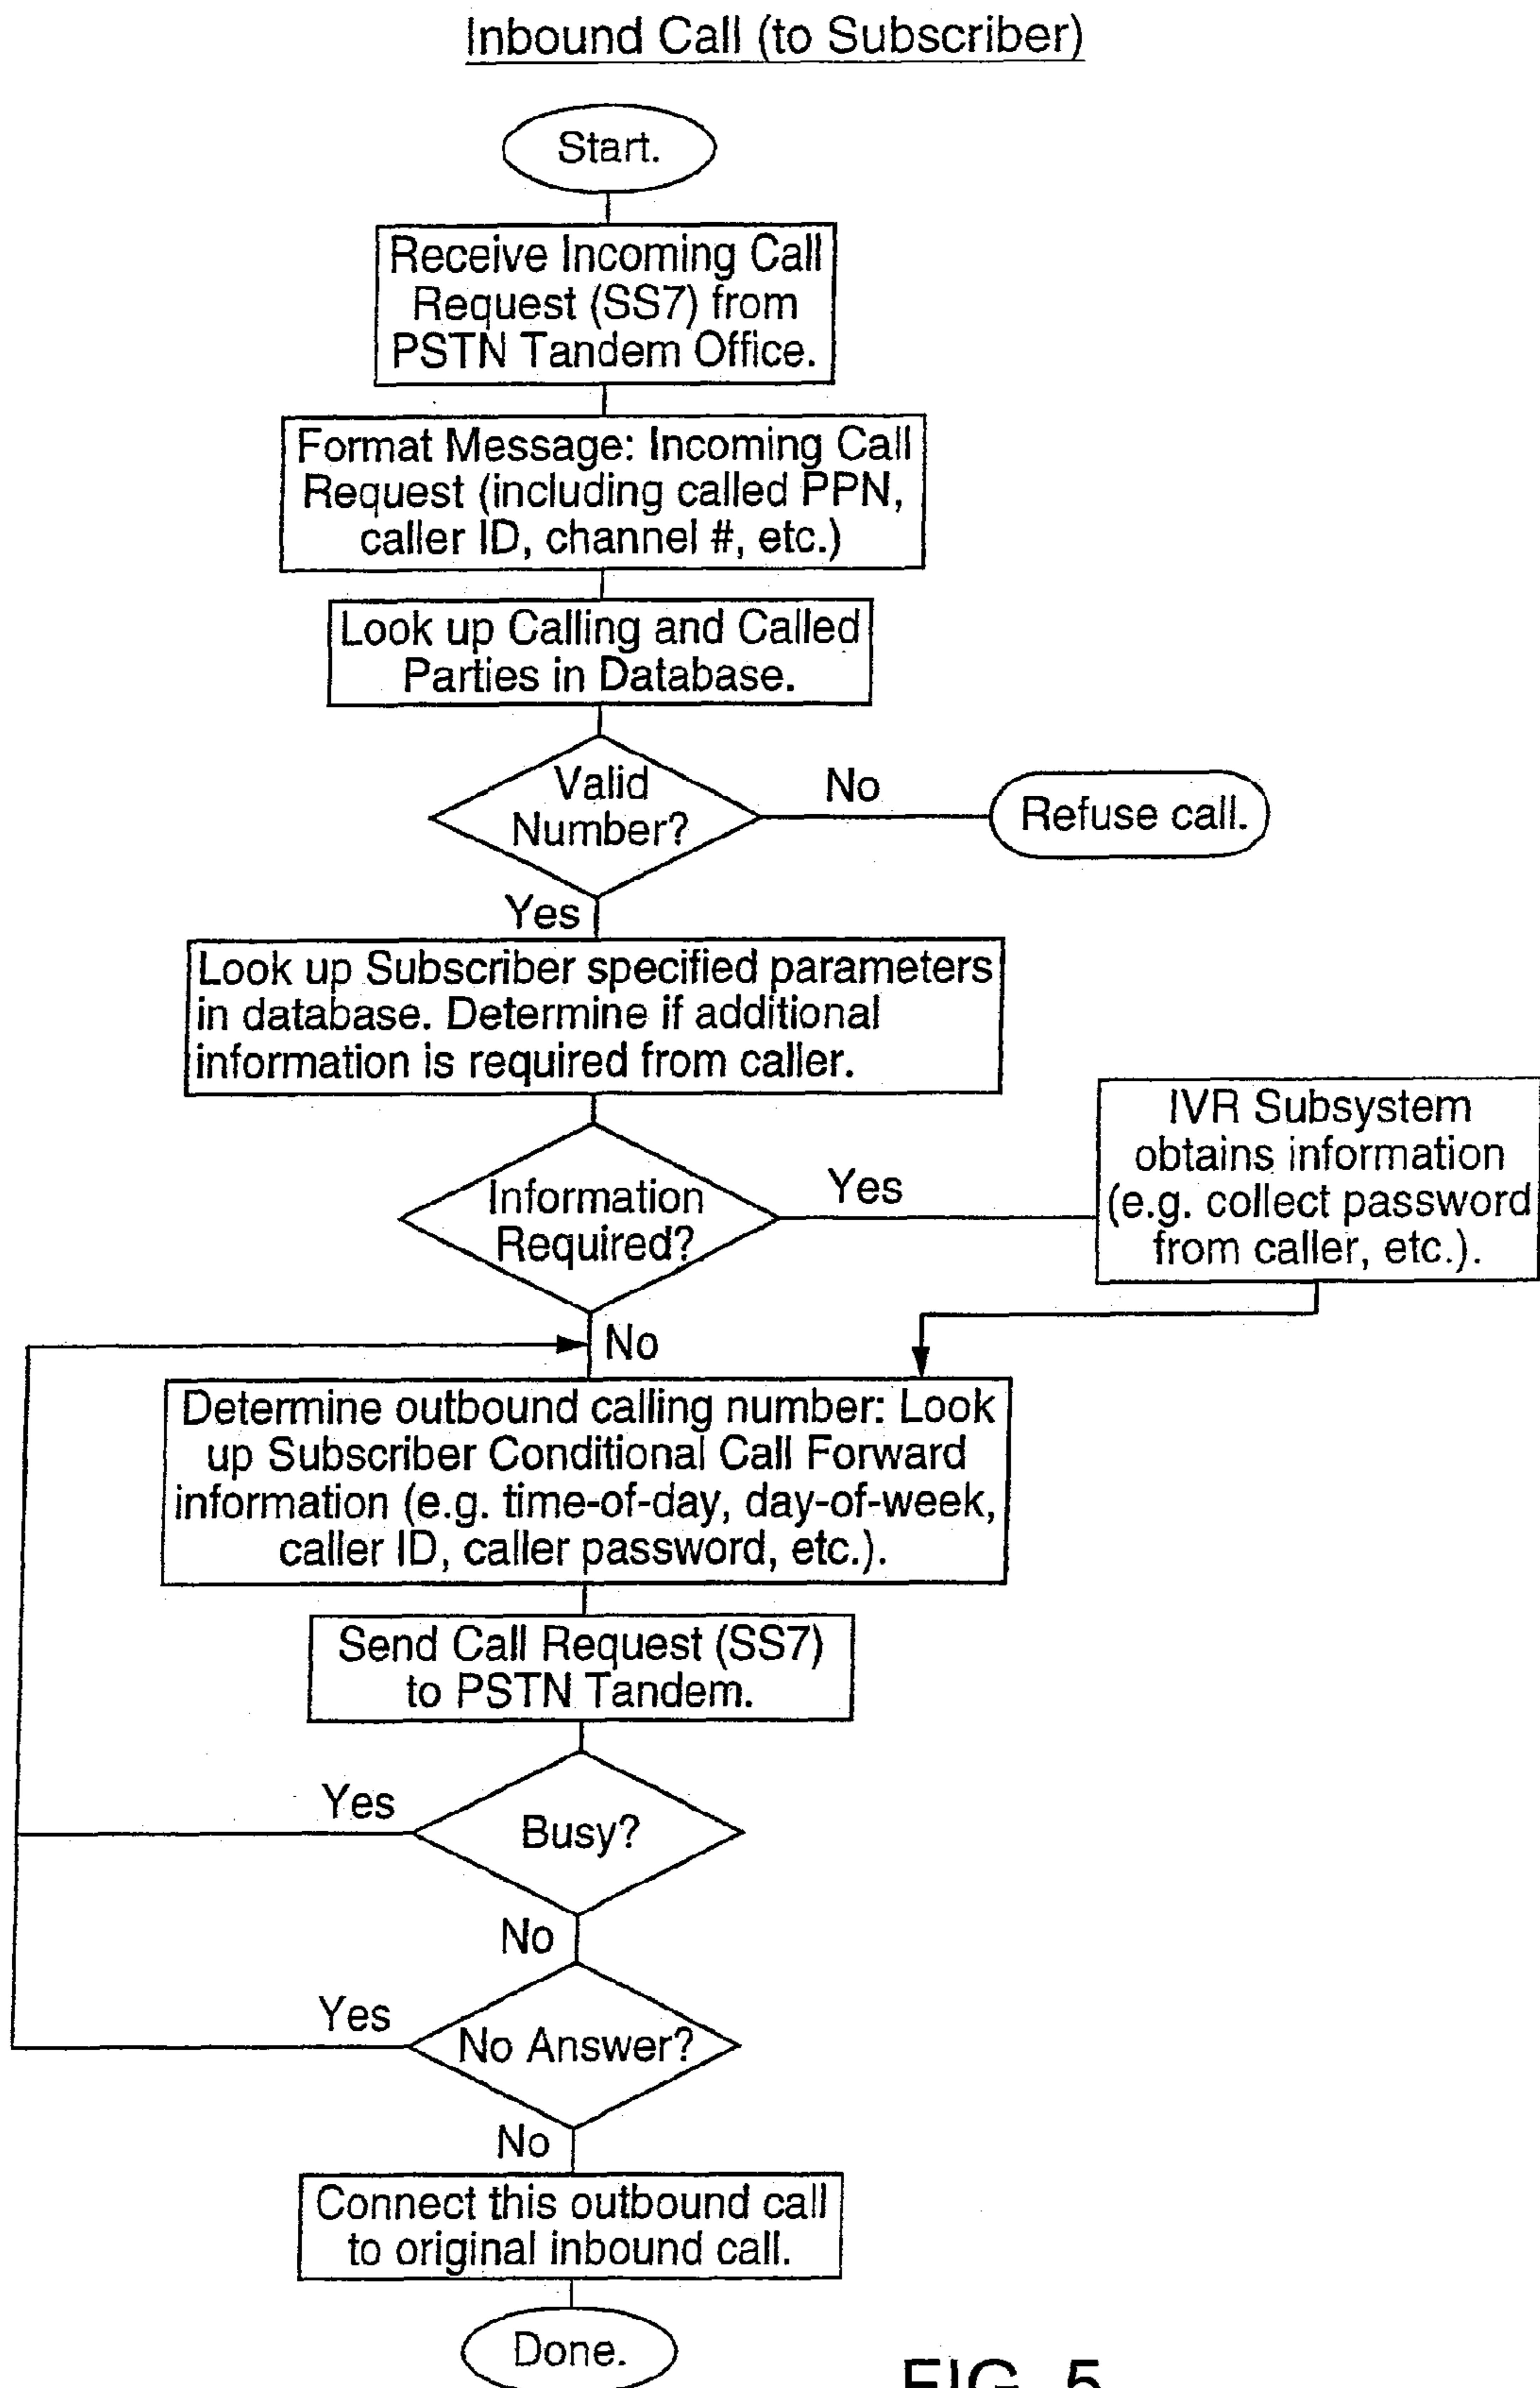 Inbound Call (to Subscriber)
Start.
Receive Incoming Call
Request (SS7) from
PSTN Tandem Office.
Format Message: Incoming Call
Request (including called PPN,
caller ID, channel #, etc.)
Look up Calling and Called
Parties in Database.
Valid
Number?
No
Refuse call.
Yes
Look up Subscriber specified parameters
in database. Determine if additional
information is required from caller.
Information
Required?
Yes
IVR Subsystem
obtains information
(e.g. collect password
from caller, etc.).
No
Determine outbound calling number: Look
up Subscriber Conditional Call Forward
information (e.g. time-of-day, day-of-week,
caller ID, caller password, etc.).
Send Call Request (SS7)
to PSTN Tandem.
Busy?
Yes
No
No Answer?
Yes
No
Connect this outbound call
to original inbound call.
Done.
FIG. 5